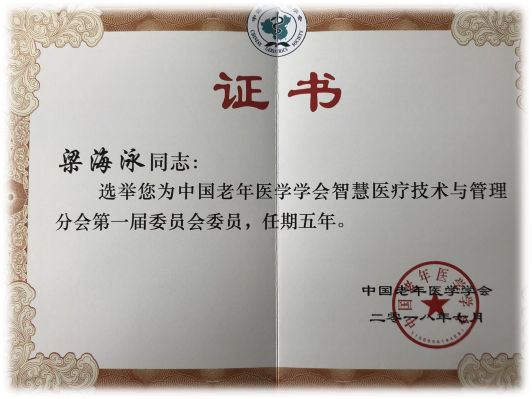 证书
梁海泳同志:
选举您为中国老年医学学会智慧医疗技术与管理
分会第一届委员会委员，任期五年。
中国老年医学学会
二零一八年七月